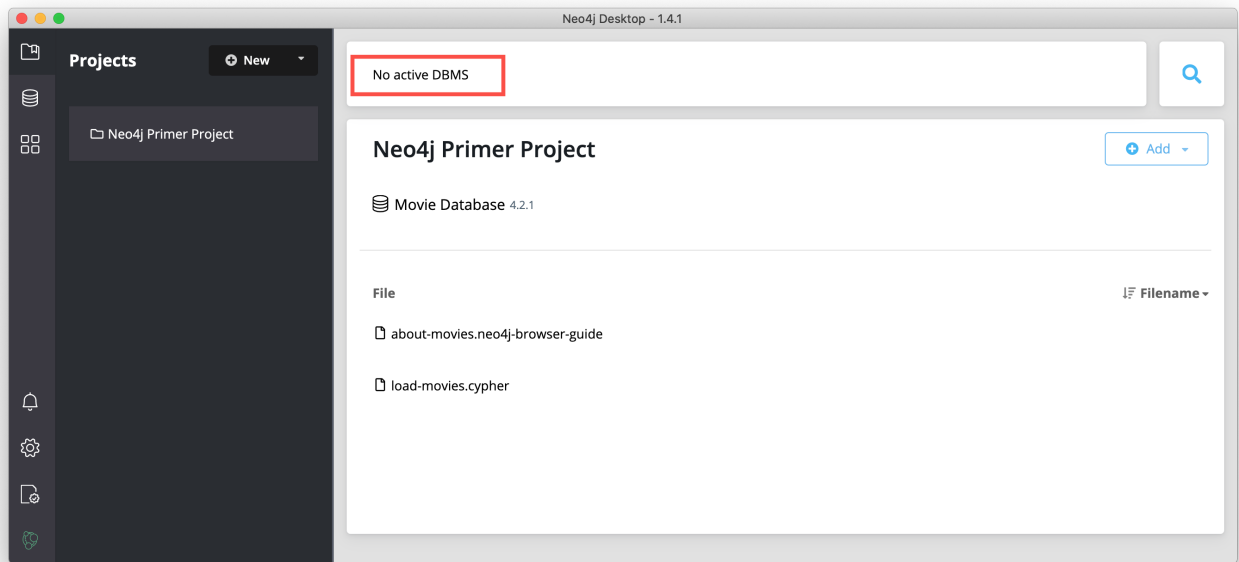 Neo4j Desktop - 1.4.1
Projects
New
Neo4j Primer Project
No active DBMS
Neo4j Primer Project
Add
Movie Database 4.2.1
File
Filename
about-movies.neo4j-browser-guide
load-movies.cypher